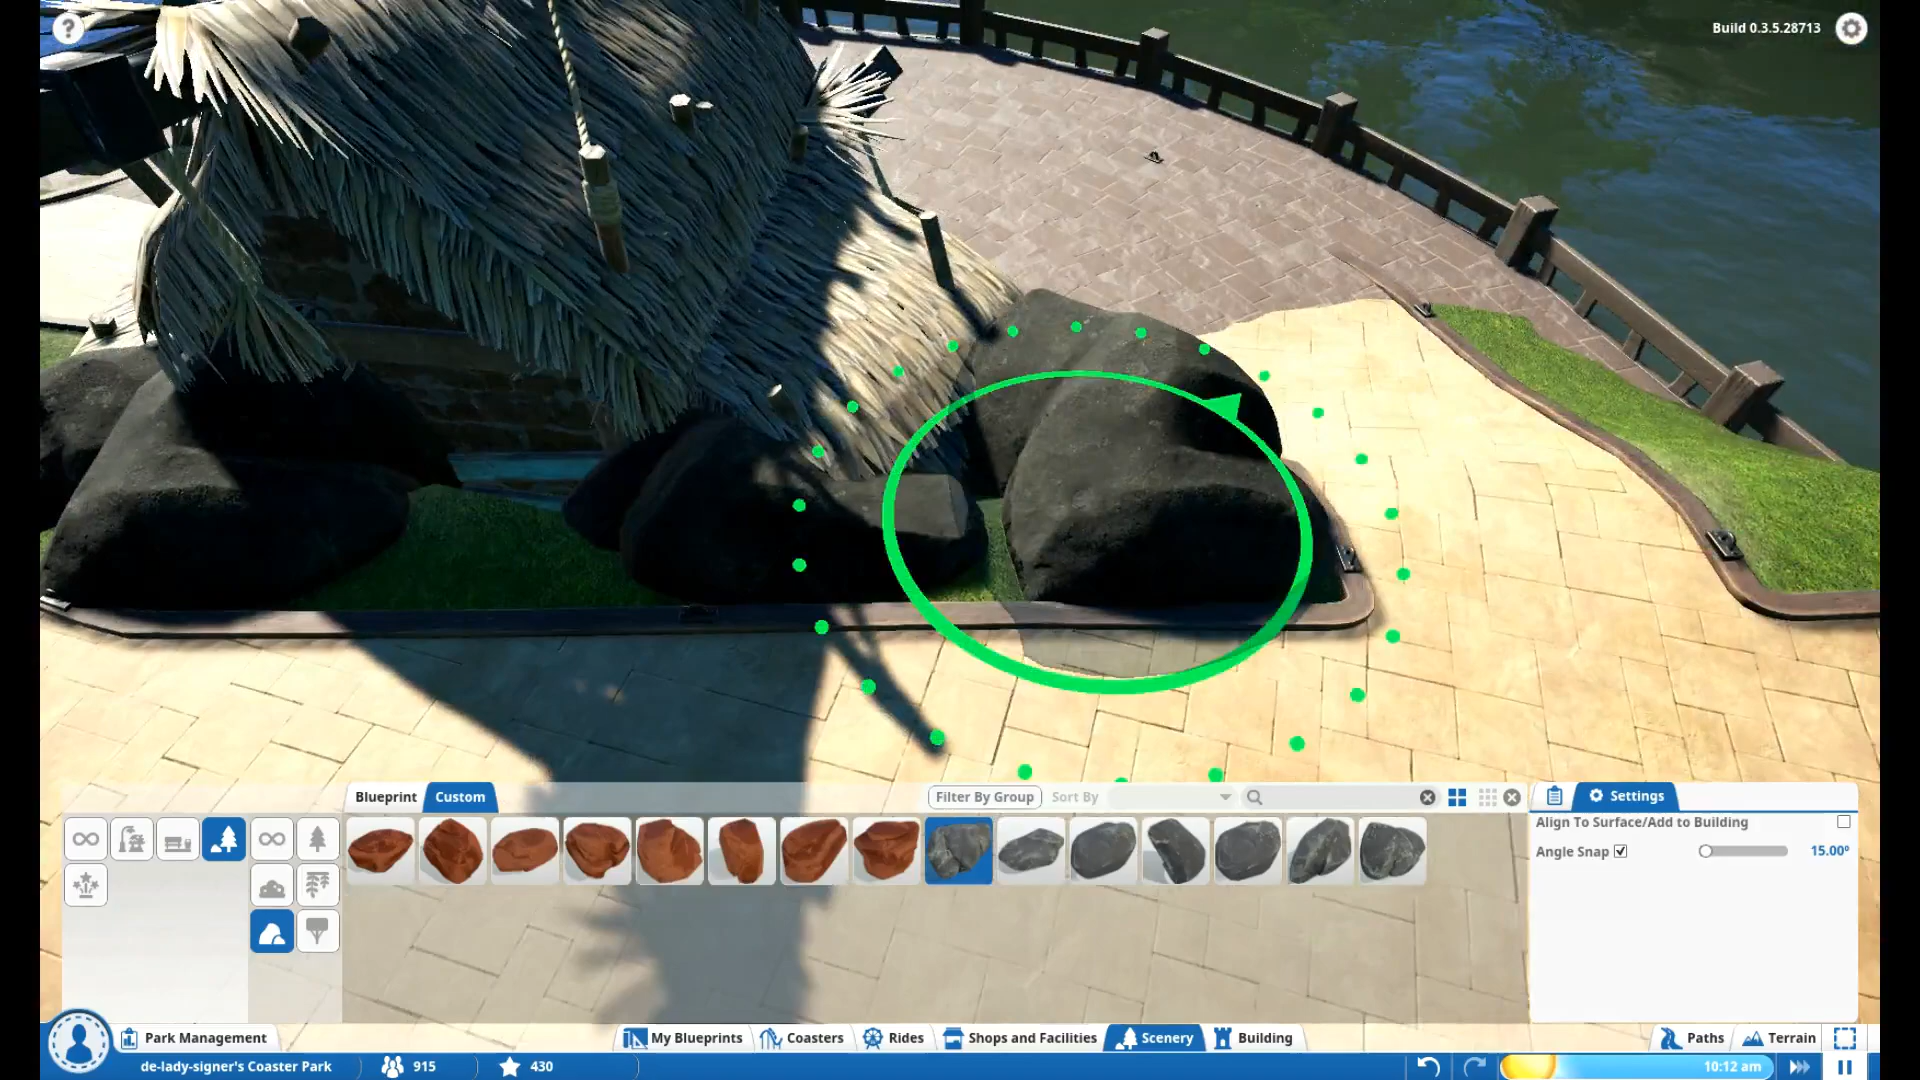 ?
Build 0.3.5.28713
Blueprint Custom Filter By Group Sort By Settings
Align To Surface/Add to Building
Angle Snap 15.00°
Park Management My Blueprints Coasters Rides Shops and Facilities Scenery Building Paths Terrain
de-lady-signer's Coaster Park 915 430 10:12 am